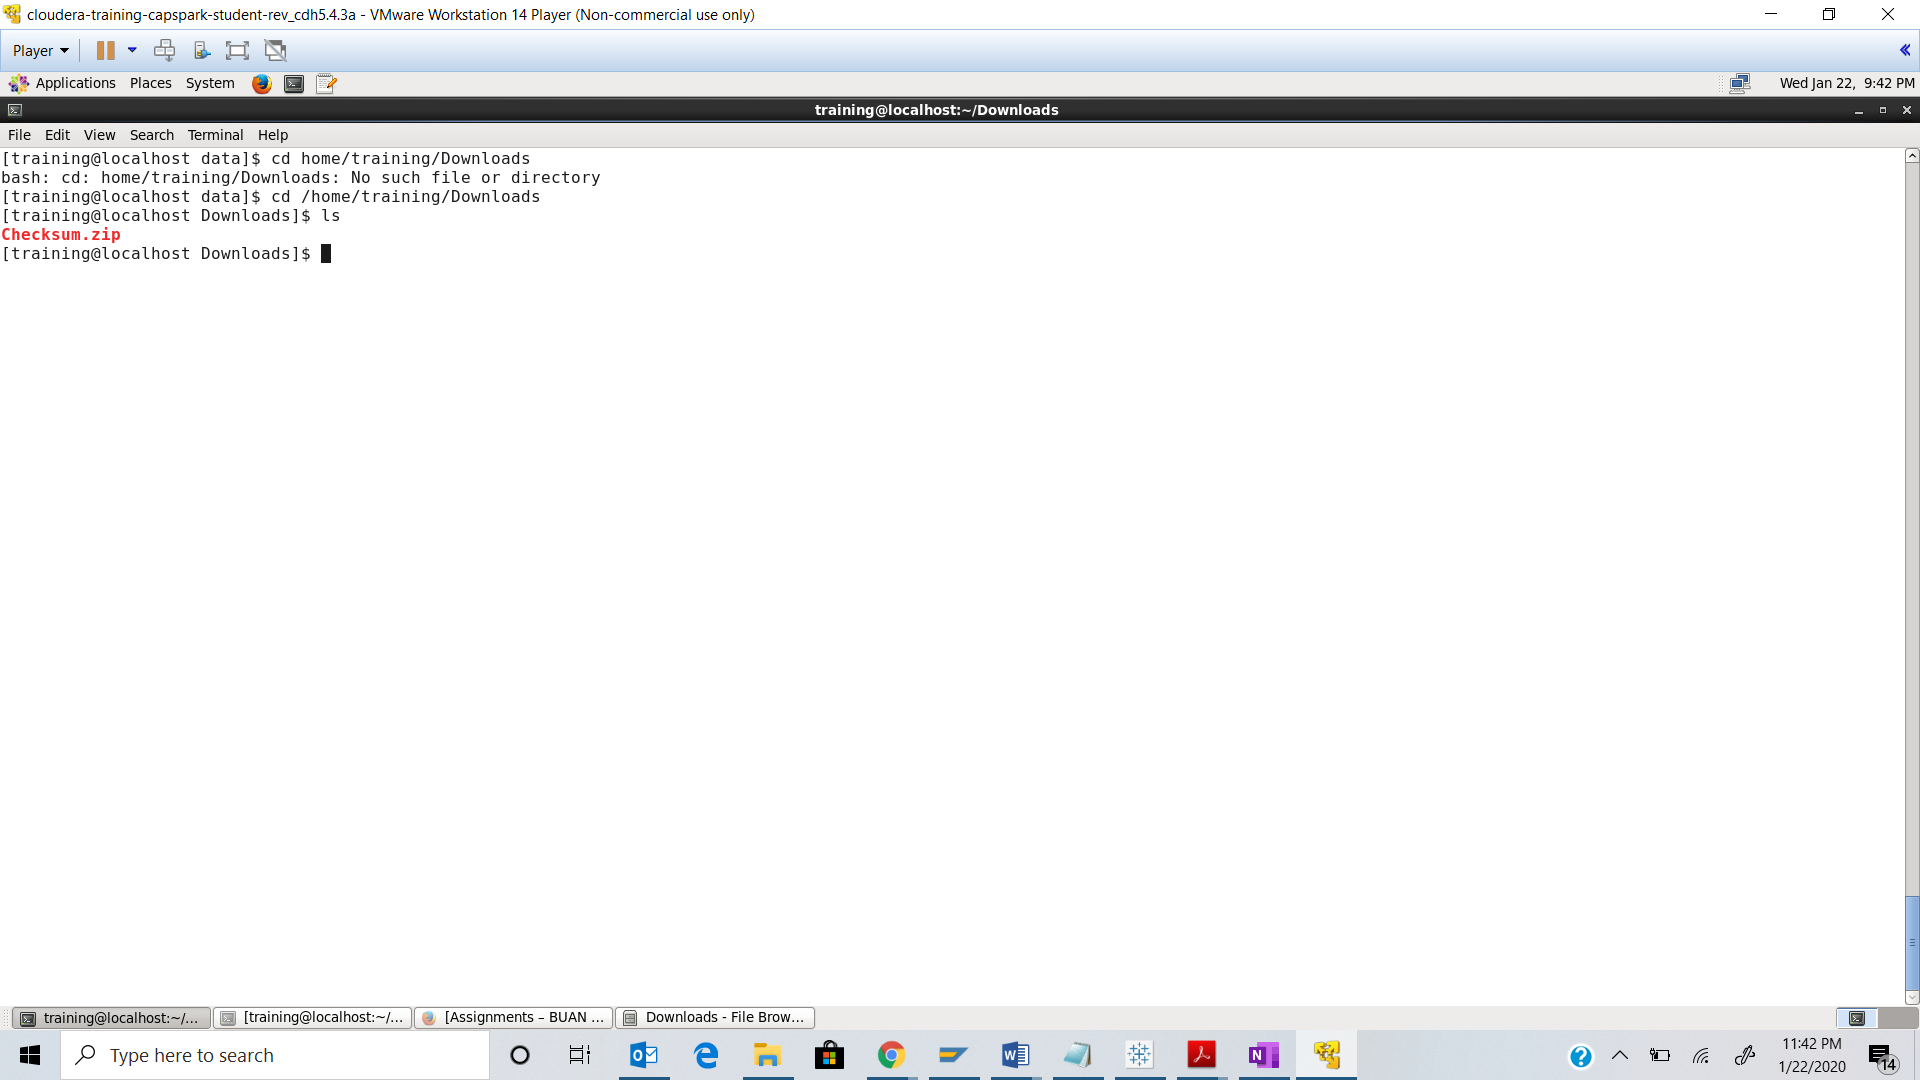 cloudera-training-capspark-student-rev_cdh5.4.3a - VMware Workstation 14 Player (Non-commercial use only)
Player
Applications Places System
Wed Jan 22, 9:42 PM
training@localhost:~/Downloads
File Edit View Search Terminal Help
[training@localhost data]$ cd home/training/Downloads
bash: cd: home/training/Downloads: No such file or directory
[training@localhost data]$ cd /home/training/Downloads
[training@localhost Downloads]$ ls
Checksum.zip
[training@localhost Downloads]$
training@localhost:~/... [training@localhost:~/... [Assignments – BUAN ... Downloads - File Brow...
Type here to search
11:42 PM
1/22/2020
14